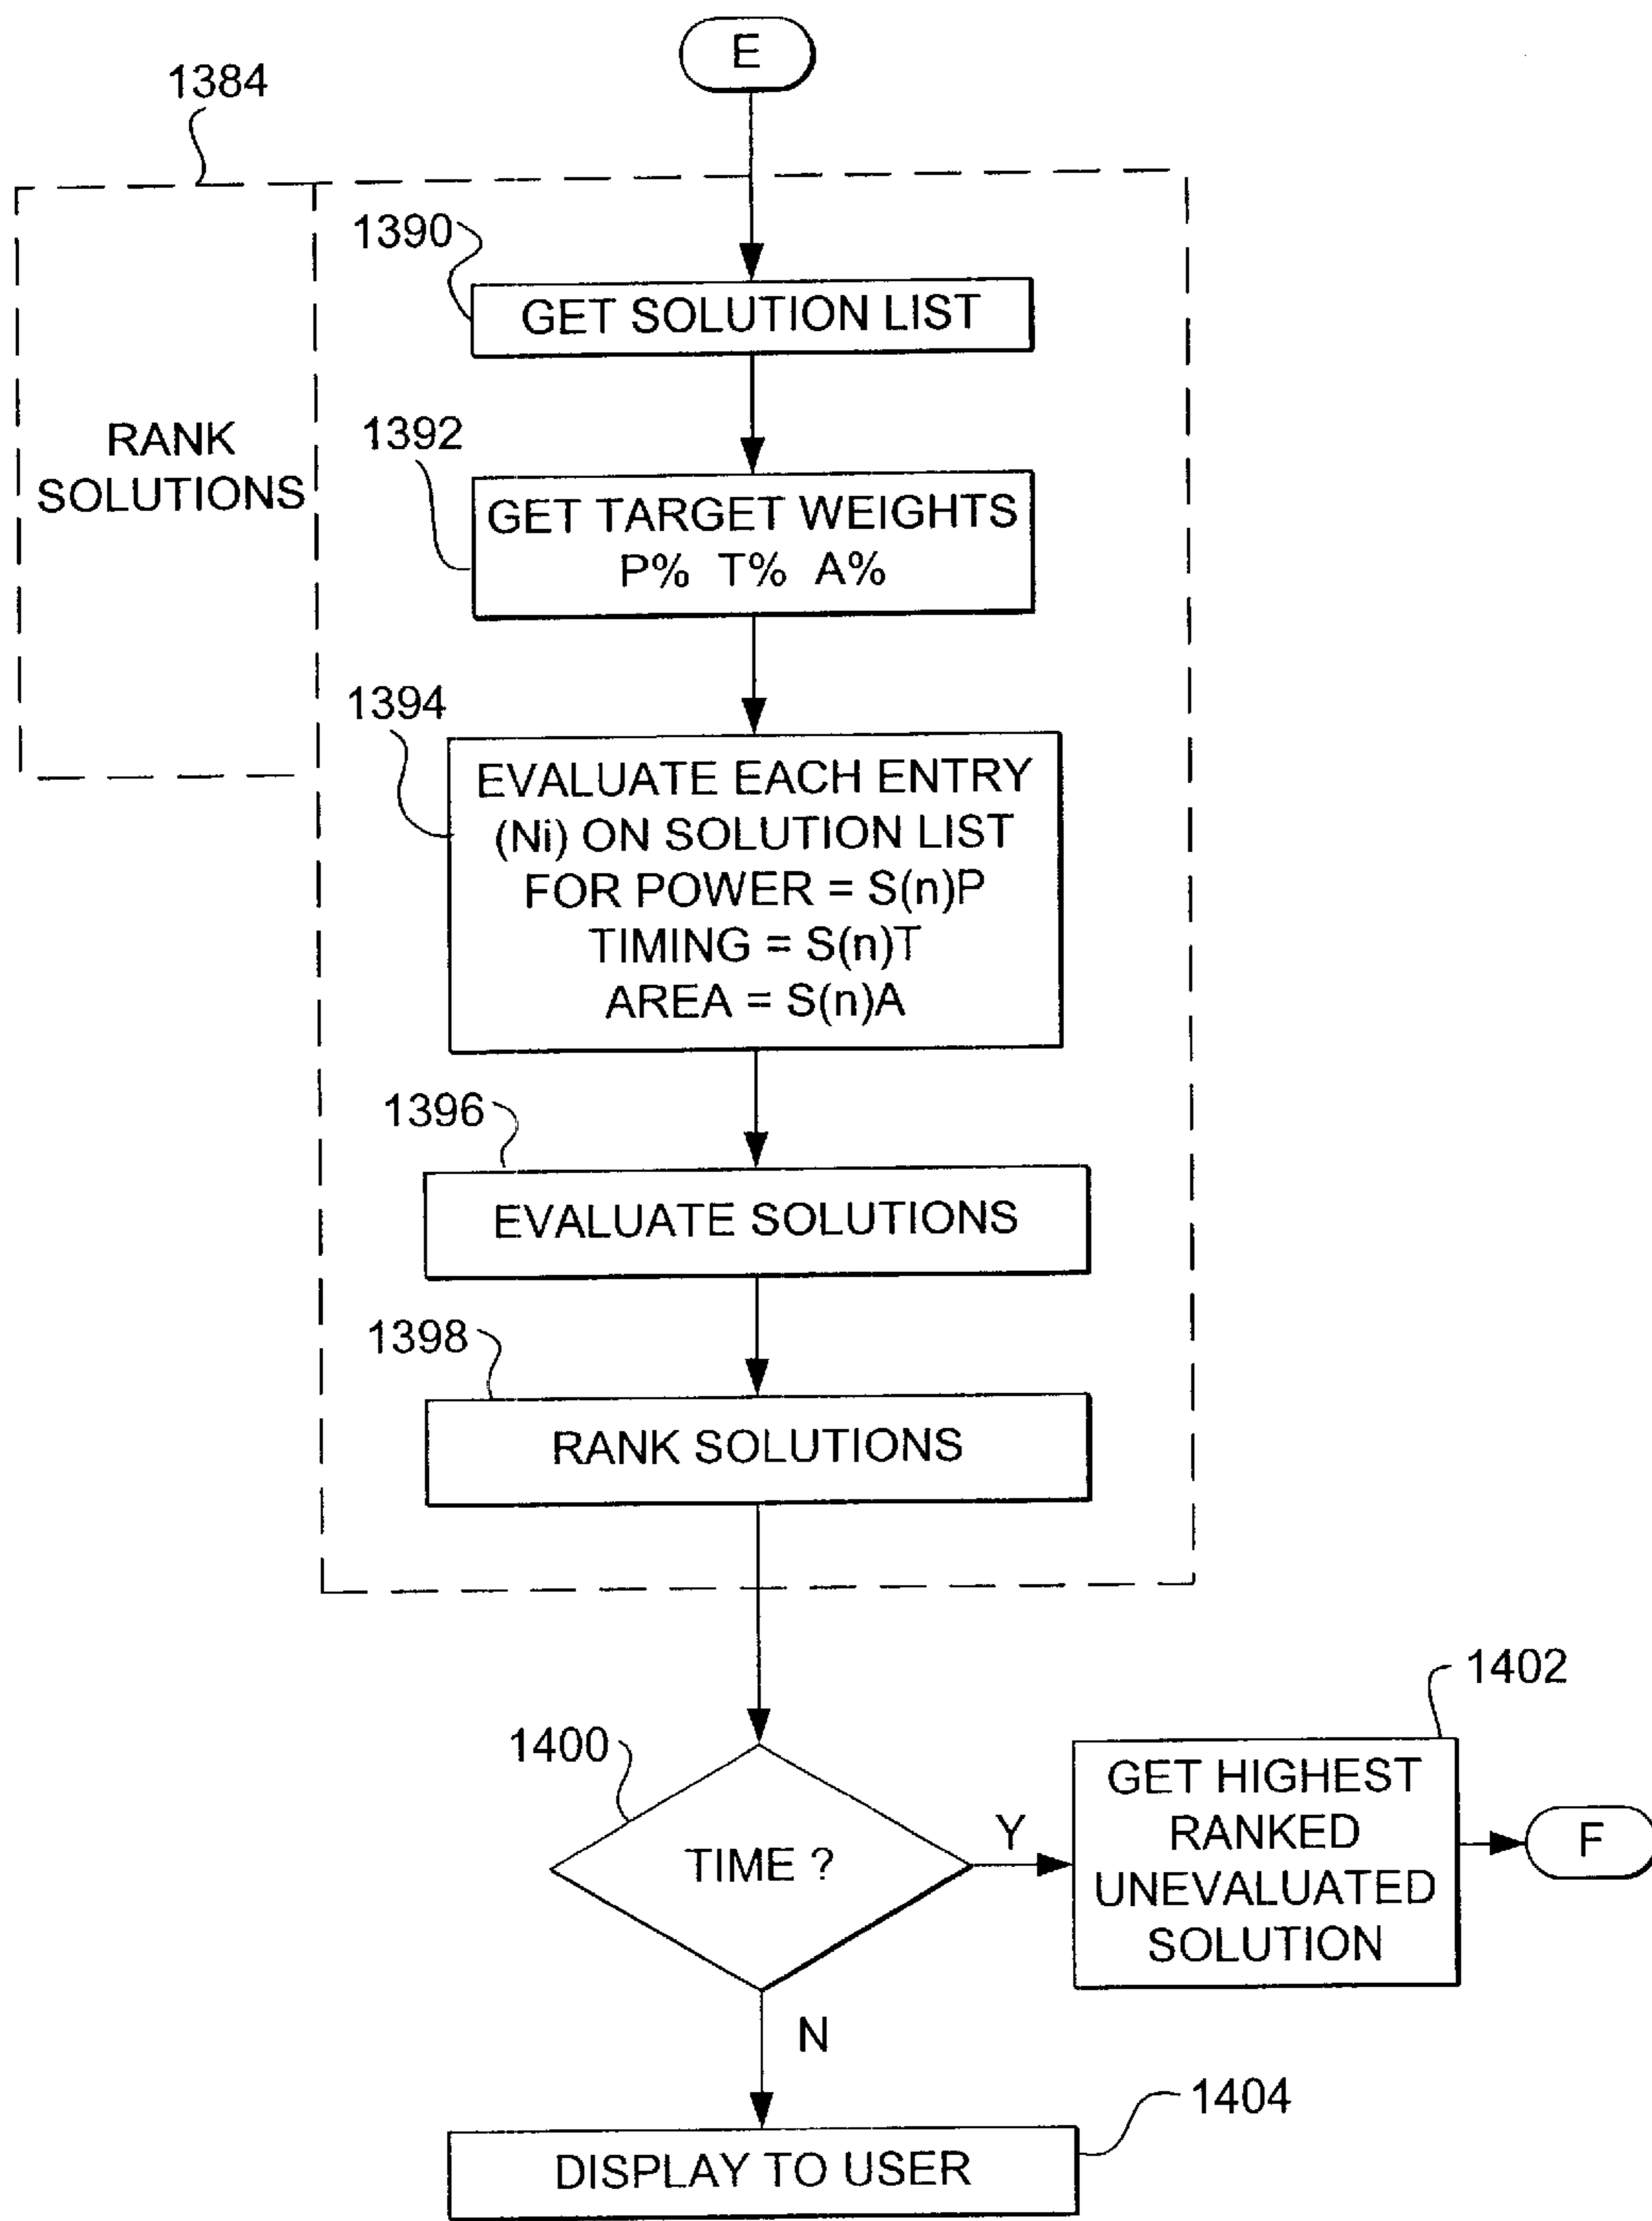 E
1384
1390
GET SOLUTION LIST
RANK
SOLUTIONS
1392
GET TARGET WEIGHTS
P% T% A%
1394
EVALUATE EACH ENTRY
(Ni) ON SOLUTION LIST
FOR POWER = S(n)P
TIMING = S(n)T
AREA = S(n)A
1396
EVALUATE SOLUTIONS
1398
RANK SOLUTIONS
1400
TIME ?
Y
1402
GET HIGHEST
RANKED
UNEVALUATED
SOLUTION
F
N
1404
DISPLAY TO USER